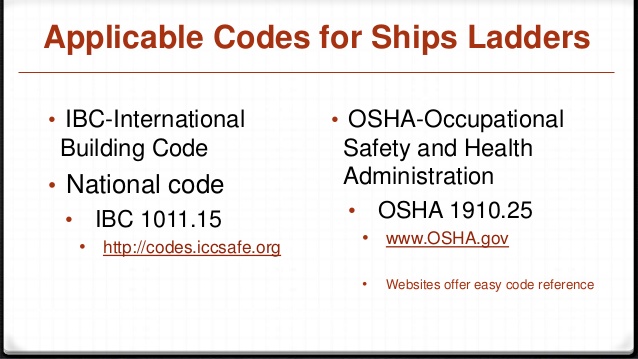 Applicable Codes for Ships Ladders
• IBC-International
Building Code
• National code
• IBC 1011.15
• http://codes.iccsafe.org
• OSHA-Occupational
Safety and Health
Administration
• OSHA 1910.25
• www.OSHA.gov
• Websites offer easy code reference